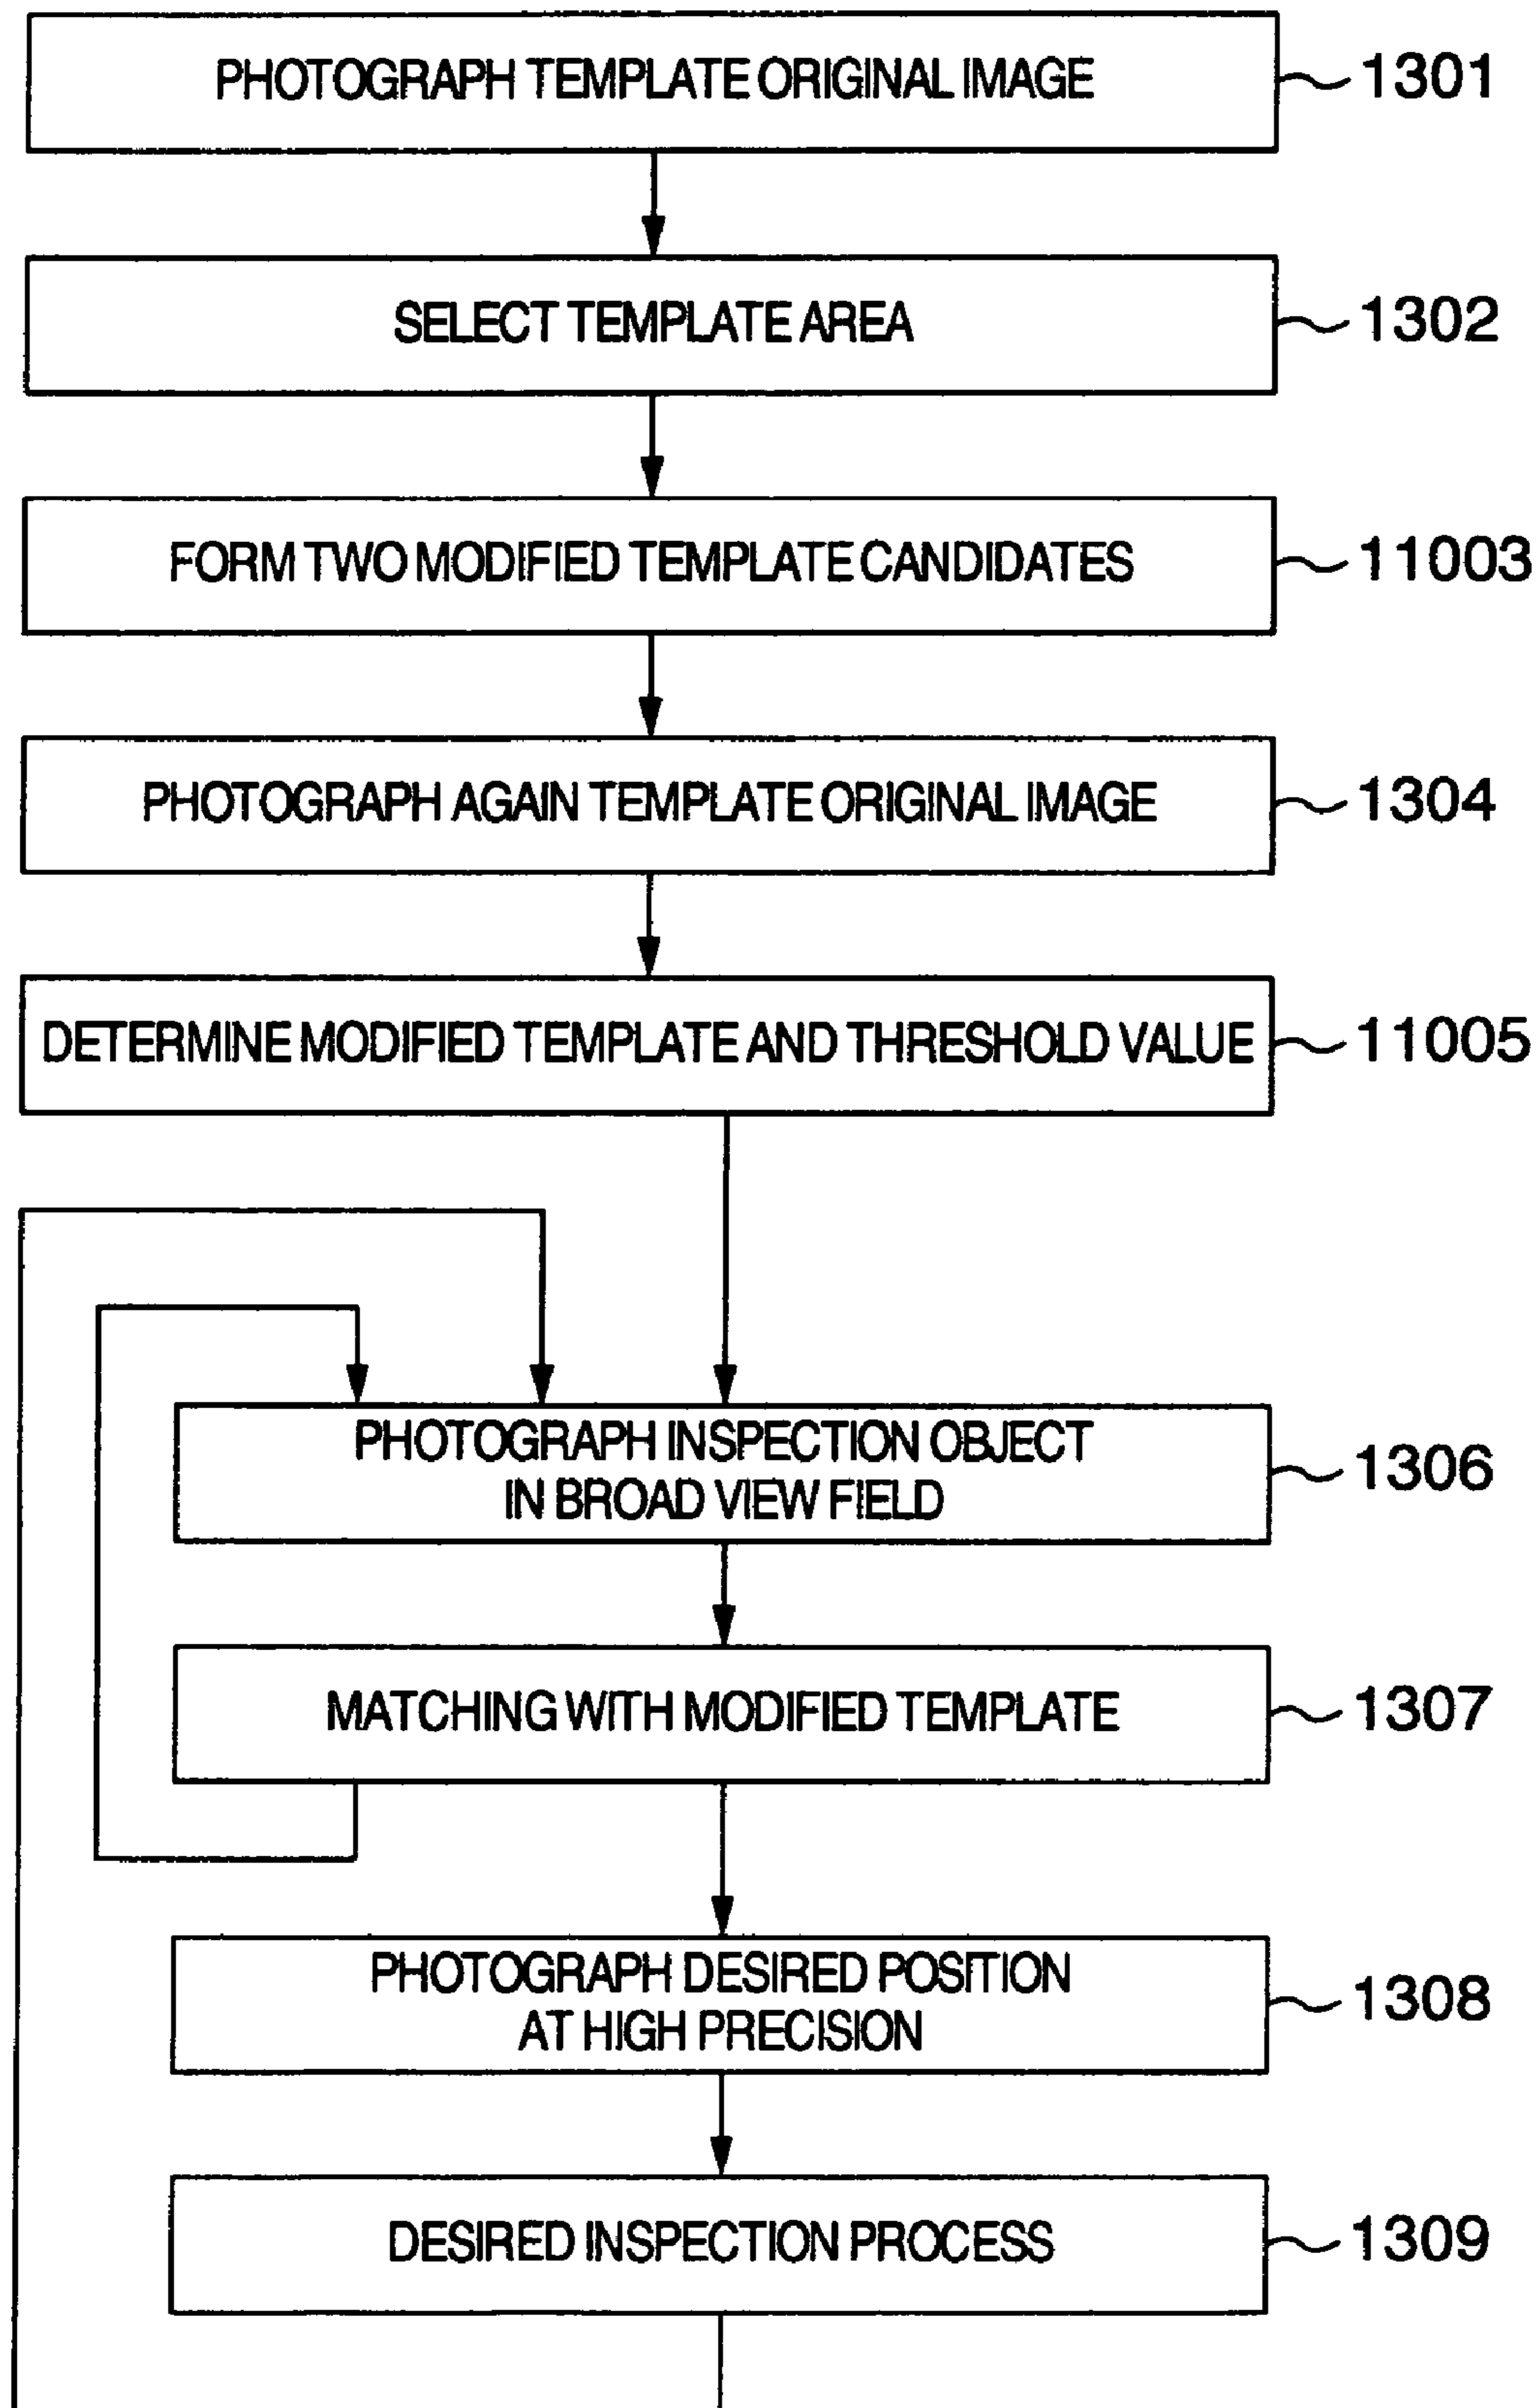 PHOTOGRAPH TEMPLATE ORIGINAL IMAGE
1301
SELECT TEMPLATE AREA
1302
FORM TWO MODIFIED TEMPLATE CANDIDATES
11003
PHOTOGRAPH AGAIN TEMPLATE ORIGINAL IMAGE
1304
DETERMINE MODIFIED TEMPLATE AND THRESHOLD VALUE
11005
PHOTOGRAPH INSPECTION OBJECT
IN BROAD VIEW FIELD
1306
MATCHING WITH MODIFIED TEMPLATE
1307
PHOTOGRAPH DESIRED POSITION
AT HIGH PRECISION
1308
DESIRED INSPECTION PROCESS
1309